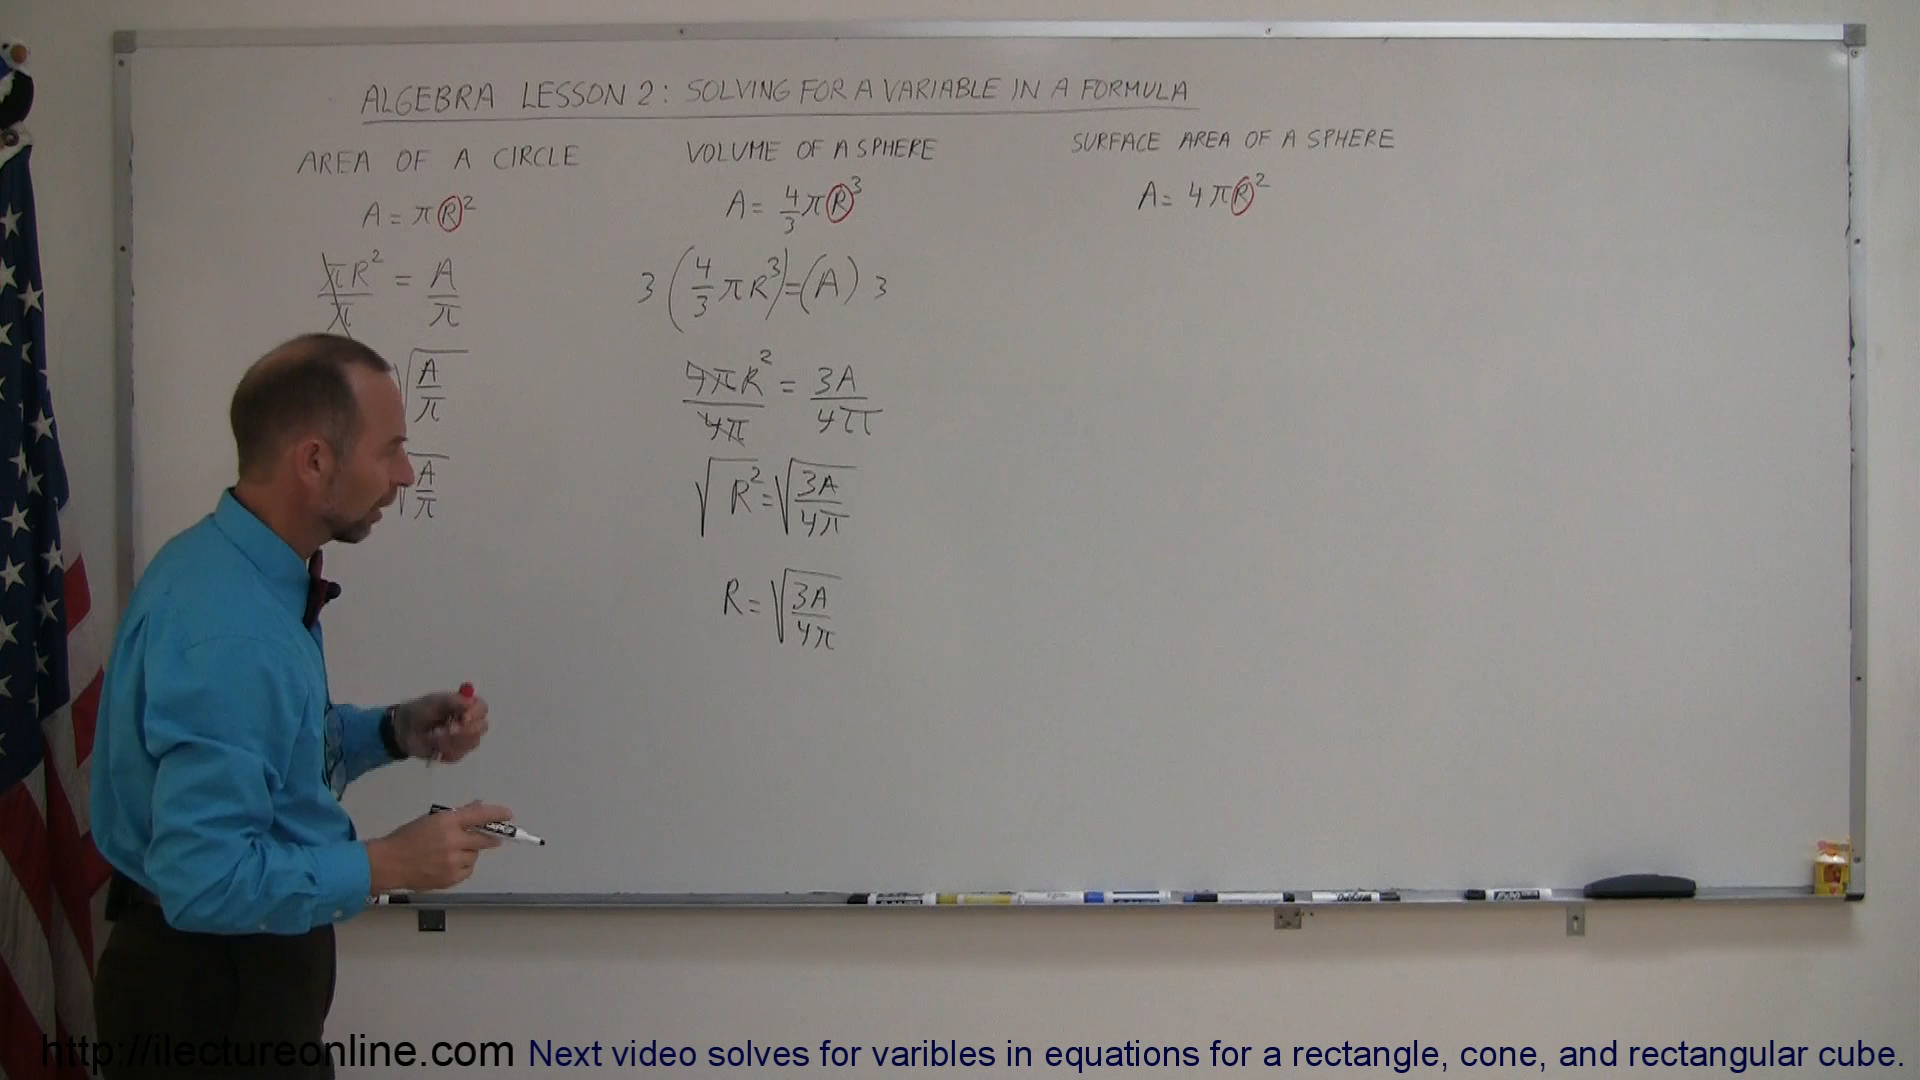 ALGEBRA LESSON 2: SOLVING FOR A VARIABLE IN A FORMULA
AREA OF A CIRCLE
A = πR²
πR²/π = A/π
√A/π
√A/π
VOLUME OF A SPHERE
A = 4/3 πR³
3 (4/3 πR³) = (A) 3
4πR²/4π = 3A/4π
√R² = √3A/4π
R = √3A/4π
SURFACE AREA OF A SPHERE
A = 4πR²
http://ilectureonline.com Next video solves for varibles in equations for a rectangle, cone, and rectangular cube.